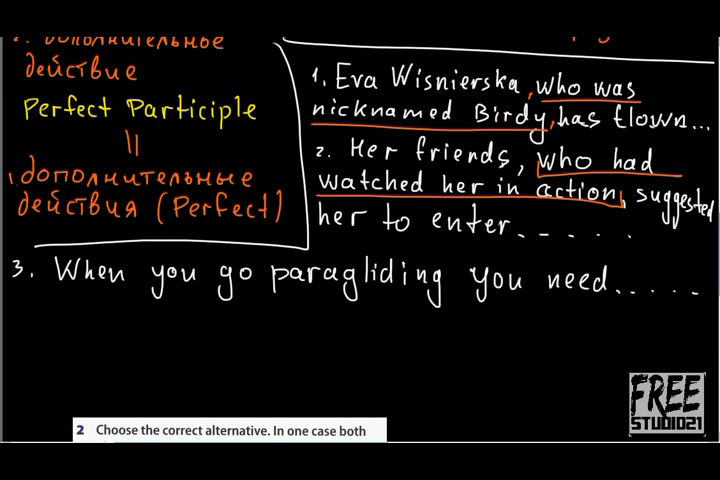 2. дополнительное
действие
Perfect Participle
||
1. дополнительные
действия (Perfect)
1. Eva Wisnierska, who was
nicknamed Birdy, has flown...
2. Her friends, who had
watched her in action, suggested
her to enter.....
3. When you go paragliding you need.....
2 Choose the correct alternative. In one case both
FREE
STUDIO21